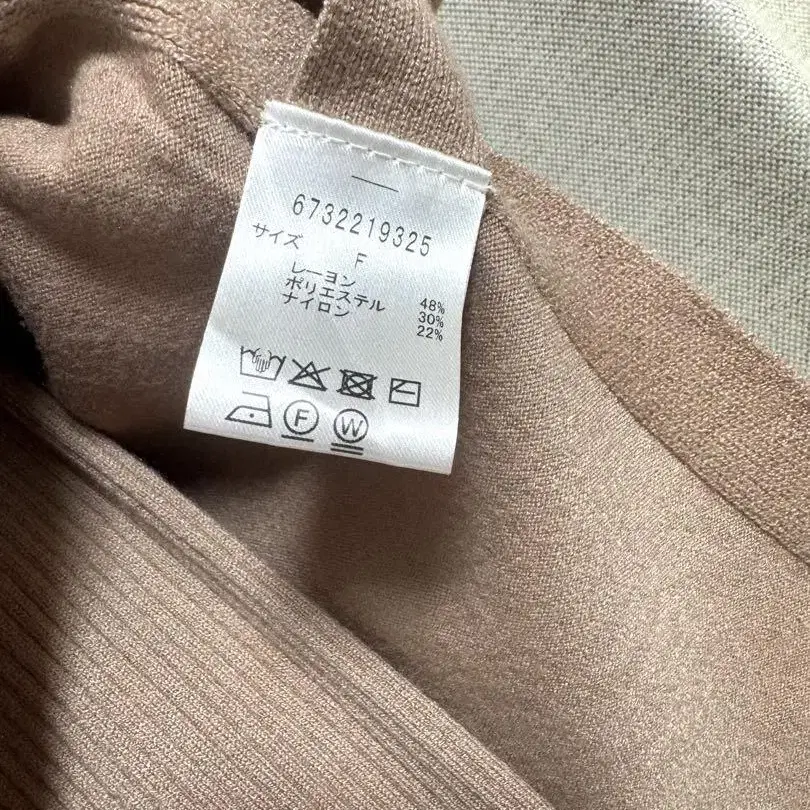 6732219325
サイズ F
レーヨン 48%
ポリエステル 30%
ナイロン 22%
F W